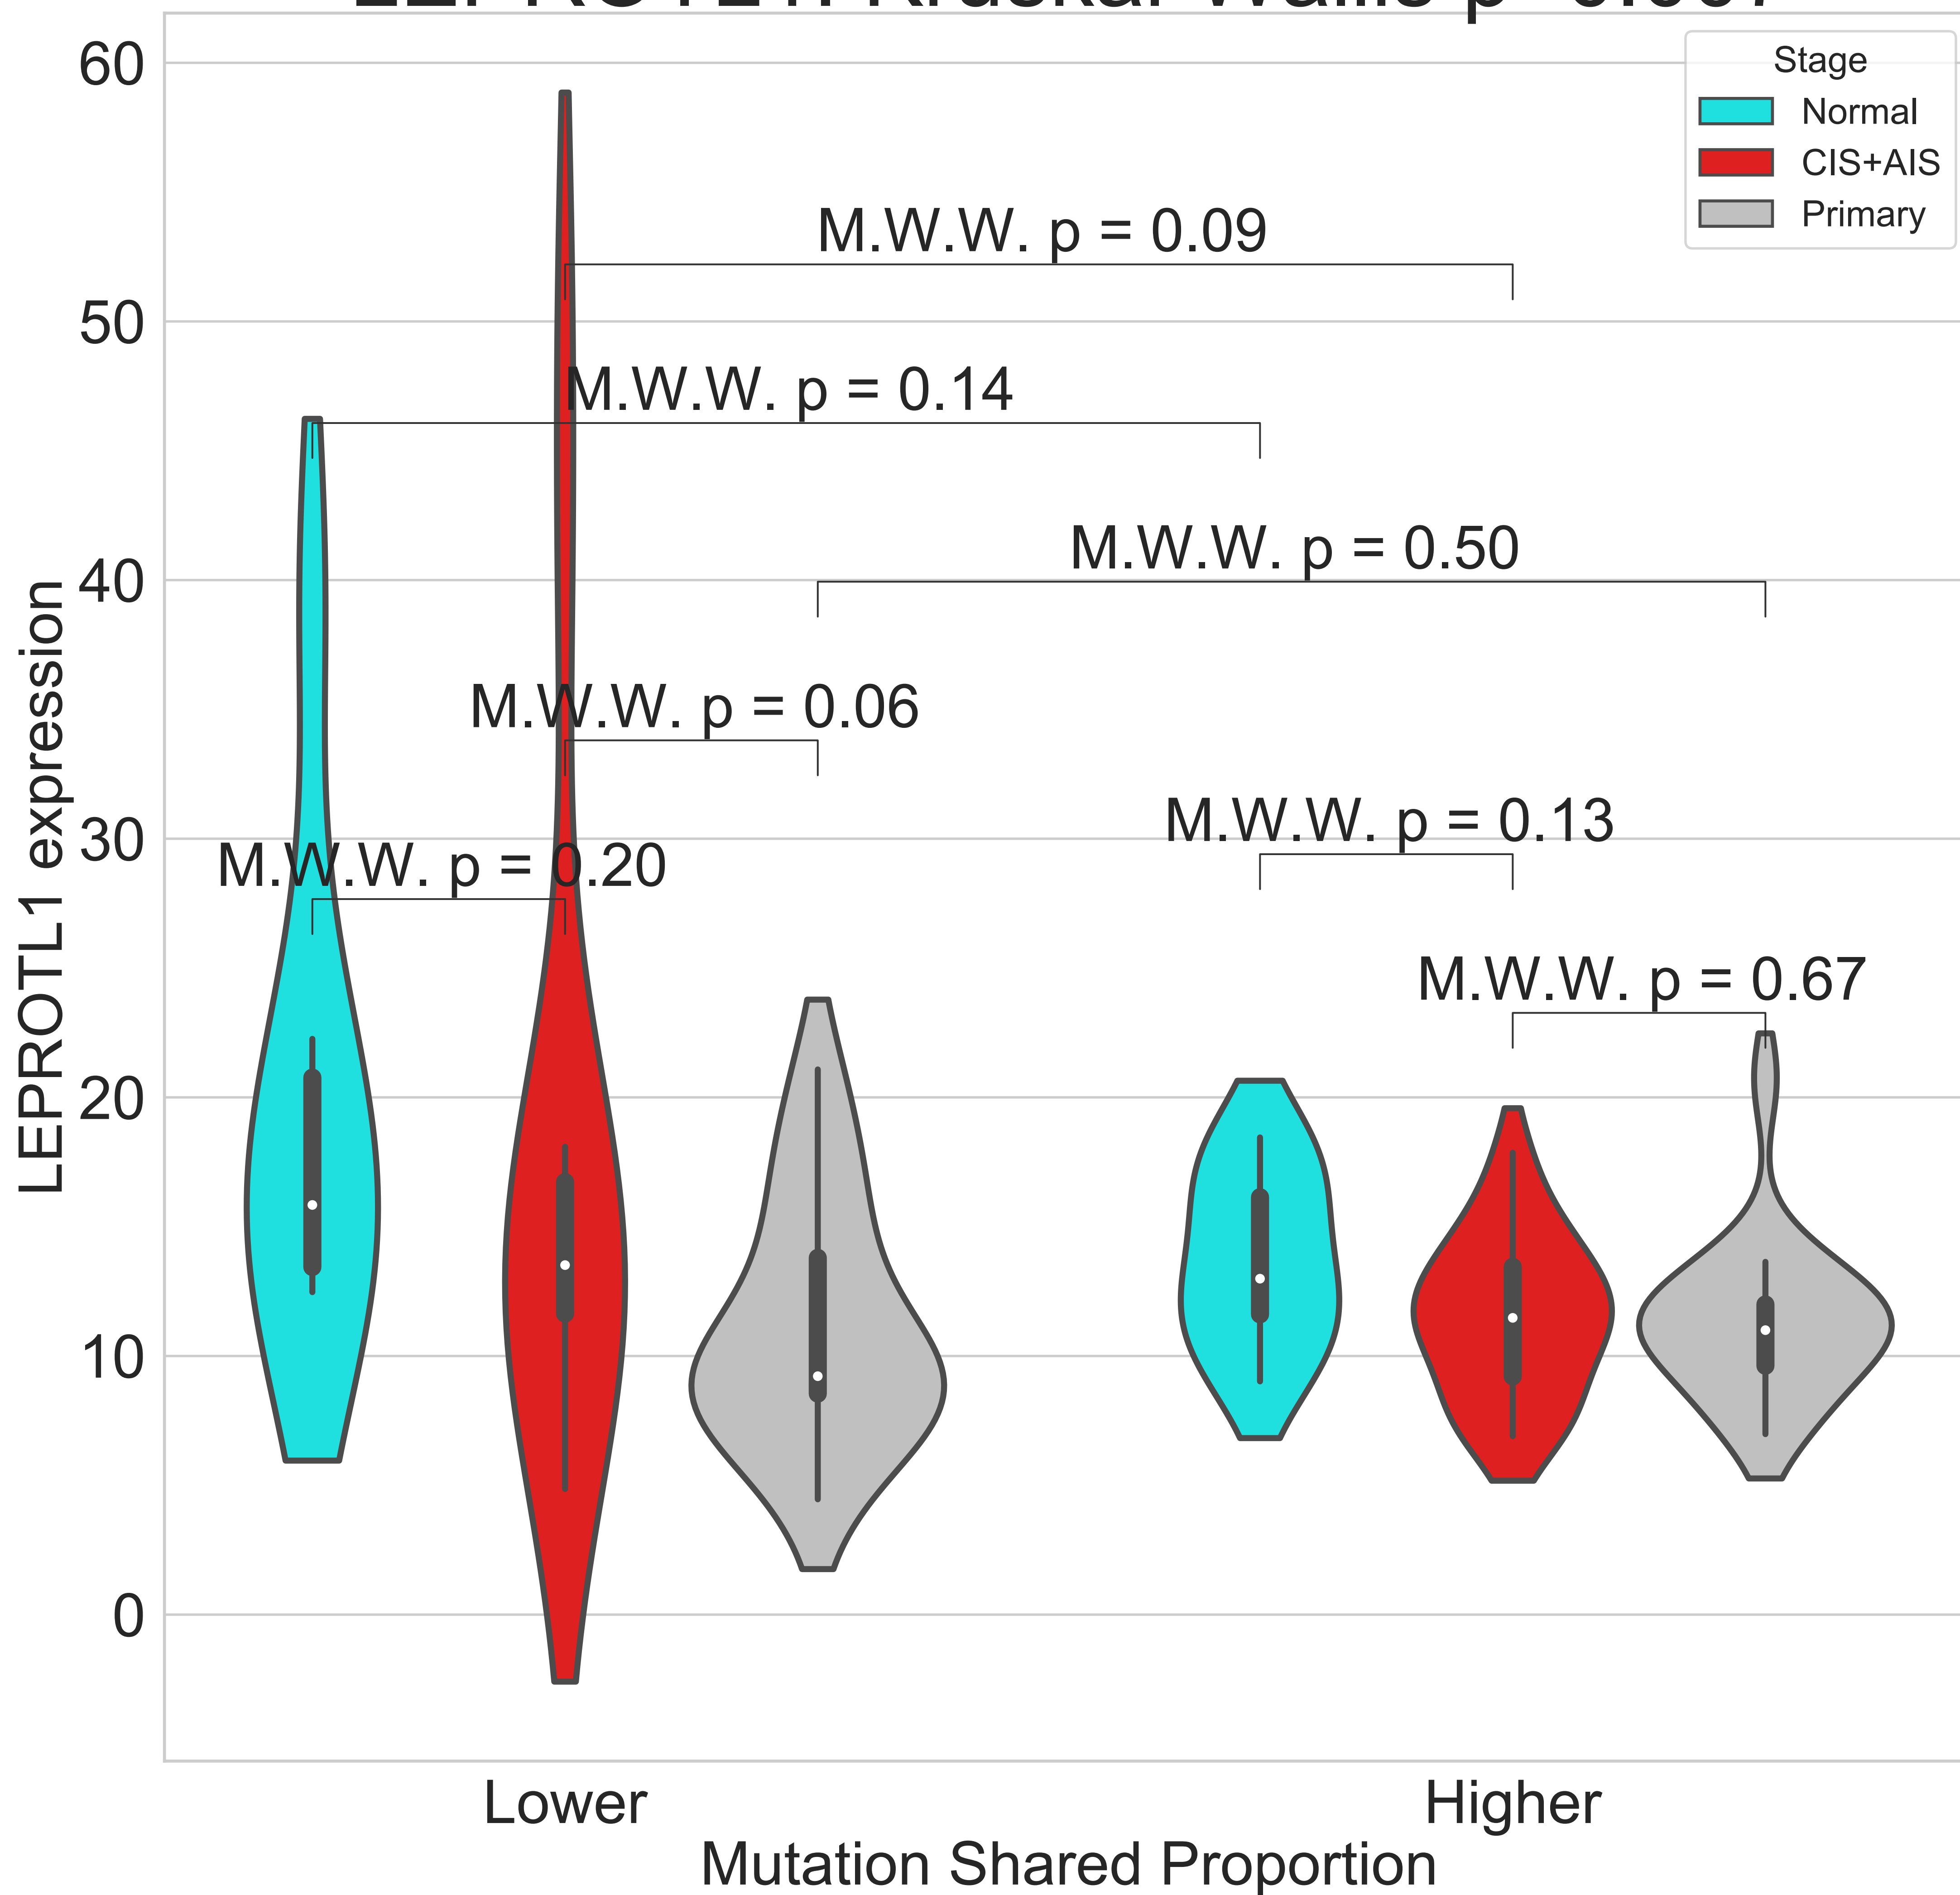 60
Stage
Normal
CIS+AIS
Primary
M.W.W. p = 0.09
50
M.W.W. p = 0.14
M.W.W. p = 0.50
40
M.W.W. p = 0.06
M.W.W. p = 0.13
30
M.W.W. p = 0.20
LEPROTL1 expression
M.W.W. p = 0.67
20
10
0
Lower
Higher
Mutation Shared Proportion